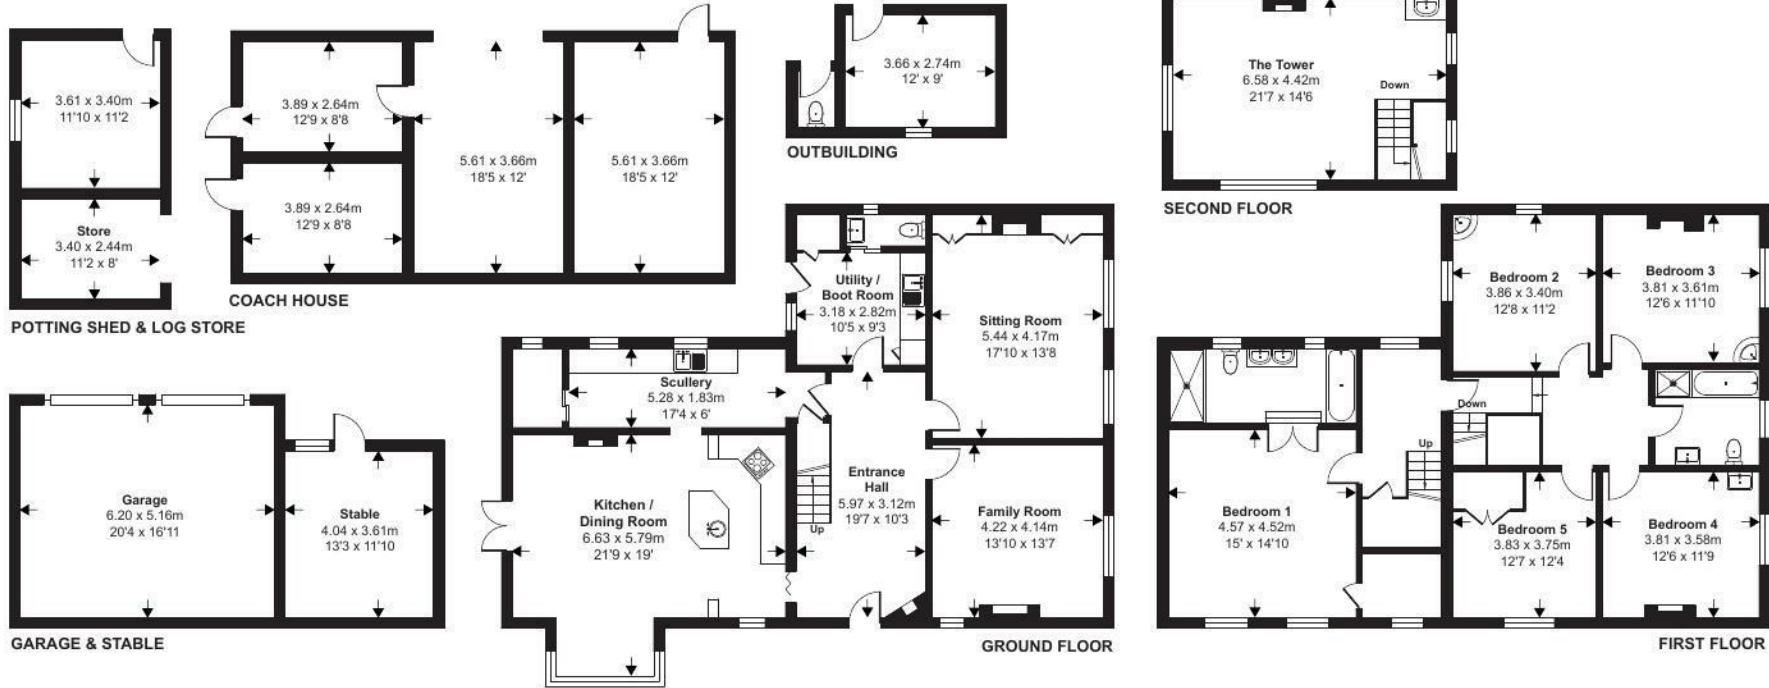 3.61 x 3.40m
11'10 x 11'2
Store
3.40 x 2.44m
11'2 x 8'
POTTING SHED & LOG STORE
3.89 x 2.64m
12'9 x 8'8
3.89 x 2.64m
12'9 x 8'8
5.61 x 3.66m
18'5 x 12'
5.61 x 3.66m
18'5 x 12'
COACH HOUSE
3.66 x 2.74m
12' x 9'
OUTBUILDING
The Tower
6.58 x 4.42m
21'7 x 14'6
Down
SECOND FLOOR
Garage
6.20 x 5.16m
20'4 x 16'11
Stable
4.04 x 3.61m
13'3 x 11'10
GARAGE & STABLE
Utility /
Boot Room
3.18 x 2.82m
10'5 x 9'3
Sitting Room
5.44 x 4.17m
17'10 x 13'8
Scullery
5.28 x 1.83m
17'4 x 6'
Kitchen /
Dining Room
6.63 x 5.79m
21'9 x 19'
Entrance
Hall
5.97 x 3.12m
19'7 x 10'3
Up
Family Room
4.22 x 4.14m
13'10 x 13'7
GROUND FLOOR
Bedroom 2
3.86 x 3.40m
12'8 x 11'2
Bedroom 3
3.81 x 3.61m
12'6 x 11'10
Down
Up
Bedroom 1
4.57 x 4.52m
15' x 14'10
Bedroom 5
3.83 x 3.75m
12'7 x 12'4
Bedroom 4
3.81 x 3.58m
12'6 x 11'9
FIRST FLOOR